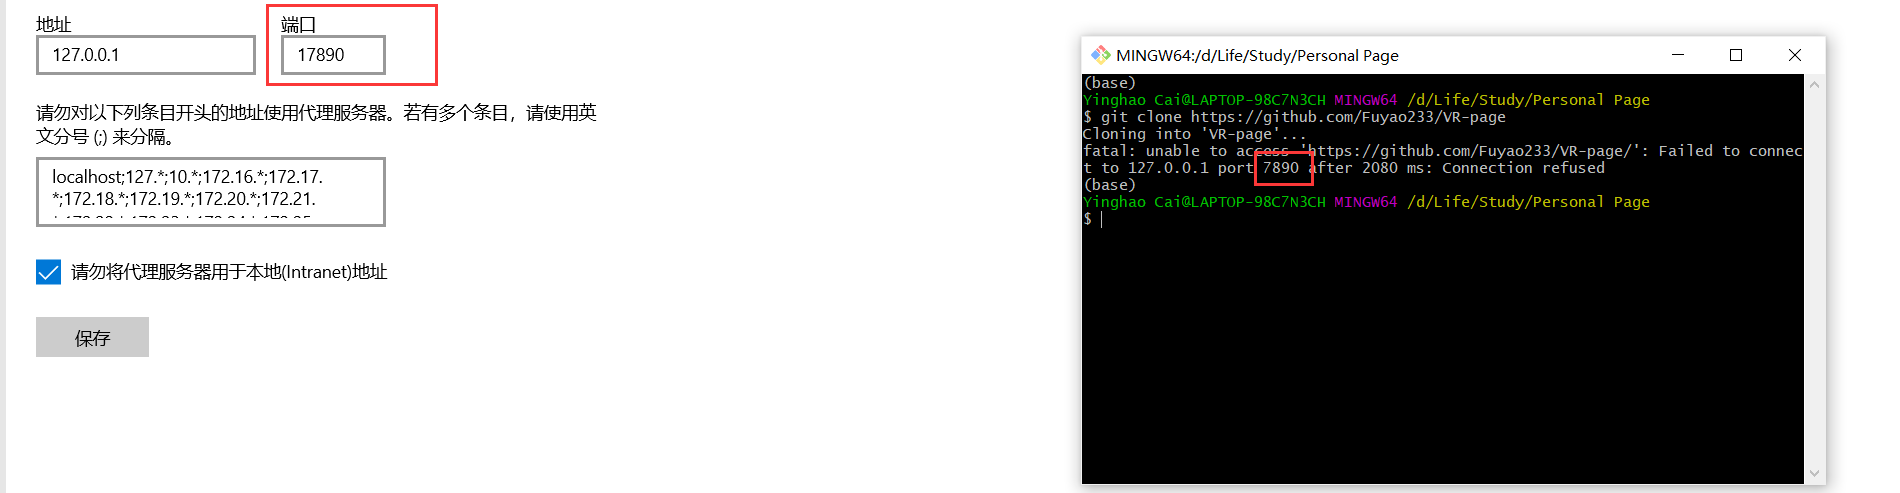 地址
端口
127.0.0.1
17890
请勿对以下列条目开头的地址使用代理服务器。若有多个条目，请使用英
文分号 (;) 来分隔。
localhost;127.*;10.*;172.16.*;172.17.
*;172.18.*;172.19.*;172.20.*;172.21.
请勿将代理服务器用于本地(Intranet)地址
保存
MINGW64:/d/Life/Study/Personal Page
(base)
Yinghao Cai@LAPTOP-98C7N3CH MINGW64 /d/Life/Study/Personal Page
$ git clone https://github.com/Fuyao233/VR-page
Cloning into 'VR-page'...
fatal: unable to access 'https://github.com/Fuyao233/VR-page/': Failed to connec
t to 127.0.0.1 port 7890 after 2080 ms: Connection refused
(base)
Yinghao Cai@LAPTOP-98C7N3CH MINGW64 /d/Life/Study/Personal Page
$